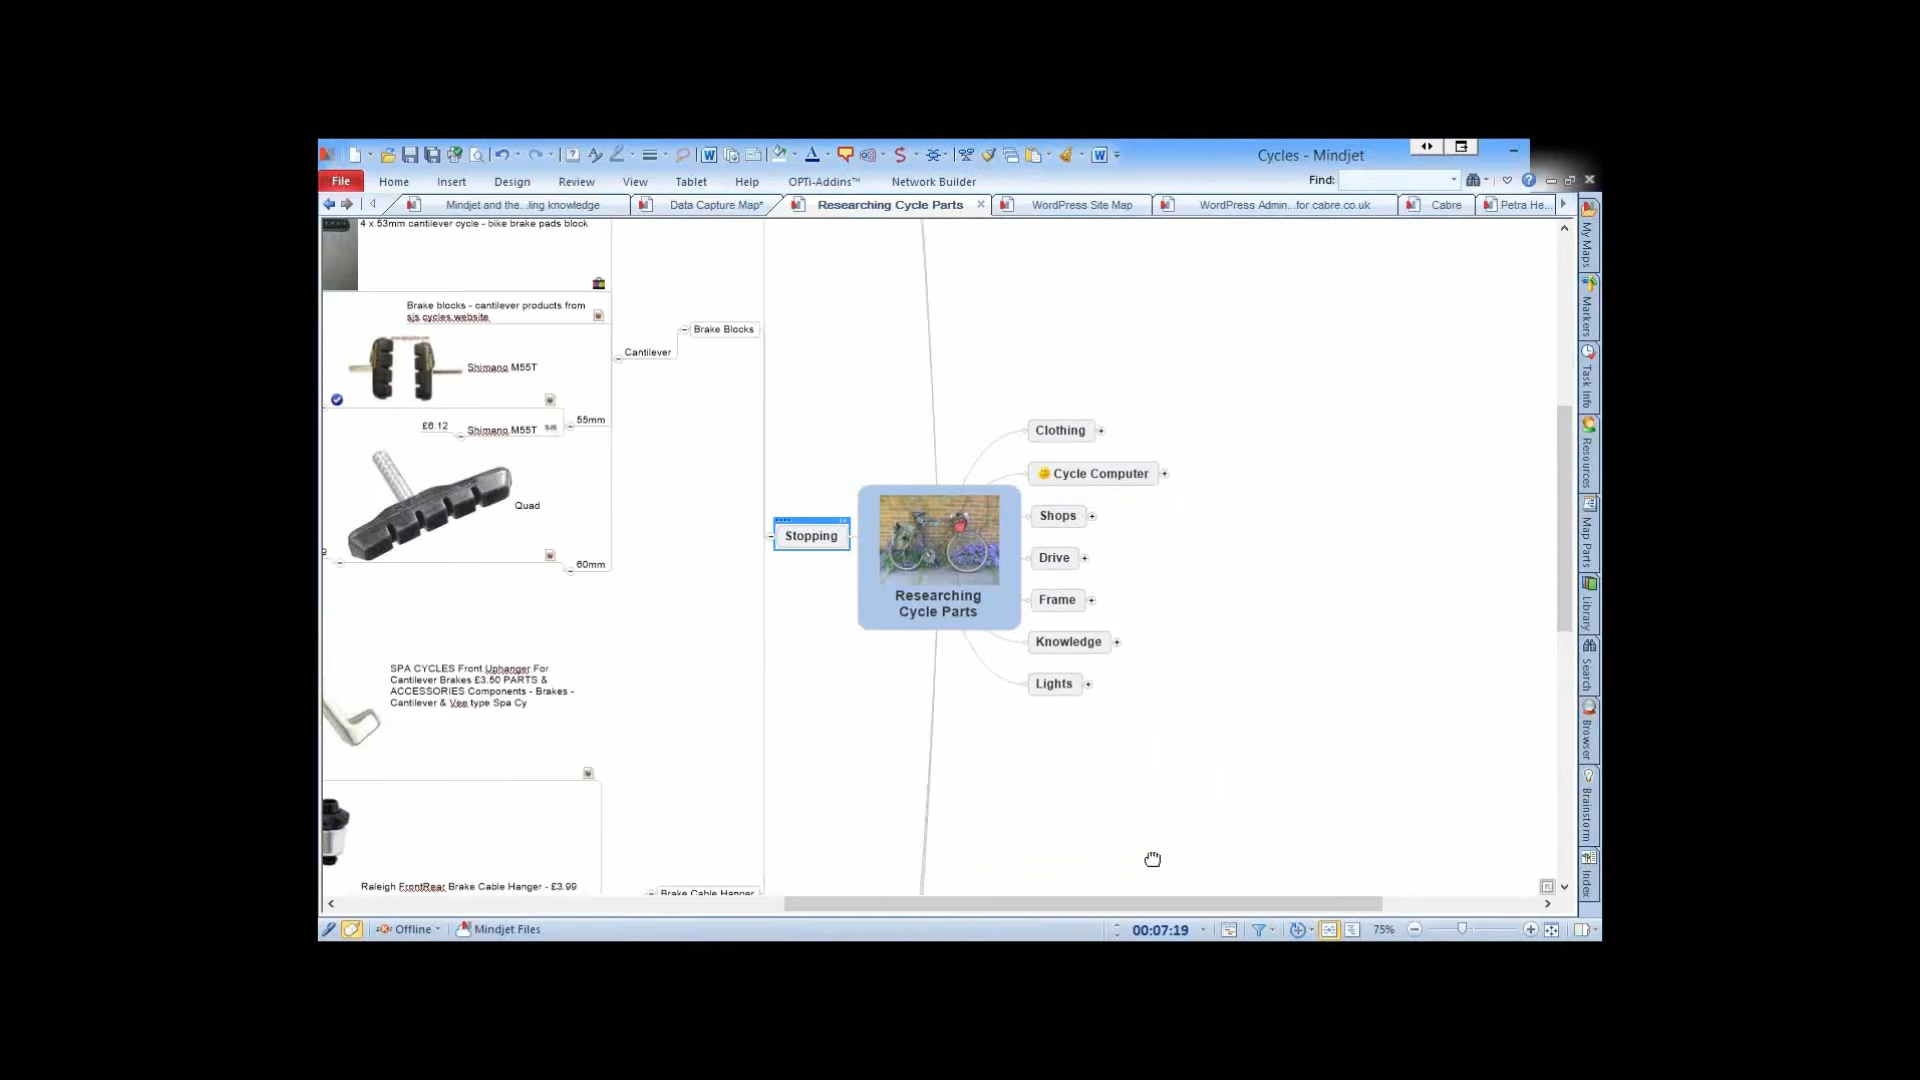 Cycles - Mindjet
File
Home
Insert
Design
Review
View
Tablet
Help
OPTi-Addins™
Network Builder
Find:
Mindjet and the...ling knowledge
Data Capture Map*
Researching Cycle Parts
WordPress Site Map
WordPress Admin...for cabre.co.uk
Cabre
Petra He...
4 x 53mm cantilever cycle - bike brake pads block
Brake blocks - cantilever products from
sjs cycles website
Shimano M55T
£6.12
Shimano M55T
SJS
55mm
Quad
9
60mm
Cantilever
Brake Blocks
SPA CYCLES Front Uphanger For
Cantilever Brakes £3.50 PARTS &
ACCESSORIES Components - Brakes -
Cantilever & Vee type Spa Cy
Raleigh FrontRear Brake Cable Hanger - £3.99
Brake Cable Hanger
Stopping
Researching
Cycle Parts
Clothing
Cycle Computer
Shops
Drive
Frame
Knowledge
Lights
My Maps
Markers
Task Info
Resources
Map Parts
Library
Search
Browser
Brainstorm
Index
Offline
Mindjet Files
00:07:19
75%